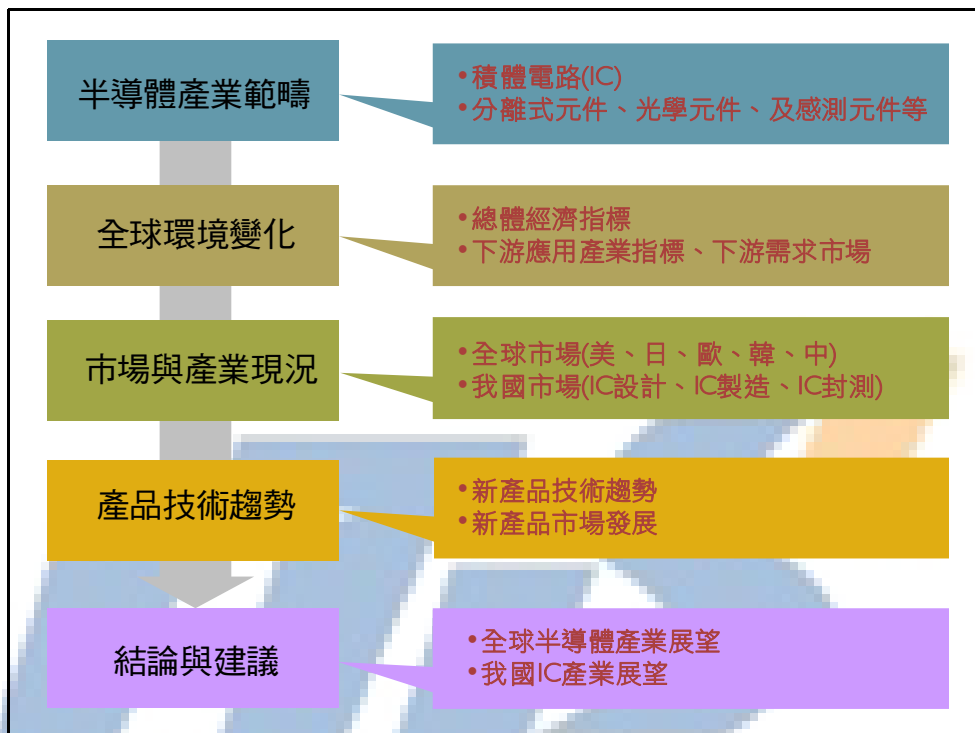 半導體產業範疇
•積體電路(IC)
•分離式元件、光學元件、及感測元件等
全球環境變化
•總體經濟指標
•下游應用產業指標、下游需求市場
市場與產業現況
•全球市場(美、日、歐、韓、中)
•我國市場(IC設計、IC製造、IC封測)
產品技術趨勢
•新產品技術趨勢
•新產品市場發展
結論與建議
•全球半導體產業展望
•我國IC產業展望